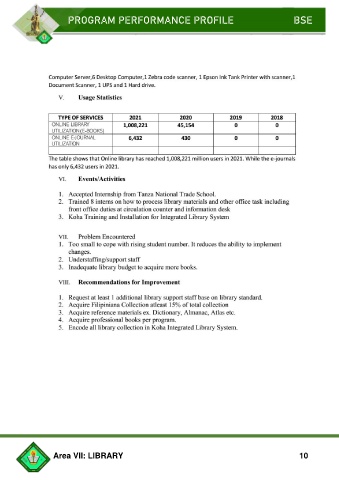 PROGRAM PERFORMANCE PROFILE BSE
Computer Server,6 Desktop Computer,1 Zebra code scanner, 1 Epson Ink Tank Printer with scanner,1
Document Scanner, 1 UPS and 1 Hard drive.
V. Usage Statistics
TYPE OF SERVICES 2021 2020 2019 2018
ONLINE LIBRARY UTILIZATION(E-BOOKS) 1,008,221 45,154 0 0
ONLINE E-JOURNAL UTILIZATION 6,432 430 0 0
The table shows that Online library has reached 1,008,221 million users in 2021. While the e-journals
has only 6,432 users in 2021.
VI. Events/Activities
1. Accepted Internship from Tanza National Trade School.
2. Trained 8 interns on how to process library materials and other office task including
front office duties at circulation counter and information desk
3. Koha Training and Installation for Integrated Library System
VII. Problem Encountered
1. Too small to cope with rising student number. It reduces the ability to implement
changes.
2. Understaffing/support staff
3. Inadequate library budget to acquire more books.
VIII. Recommendations for Improvement
1. Request at least 1 additional library support staff base on library standard.
2. Acquire Filipiniana Collection atleast 15% of total collection
3. Acquire reference materials ex. Dictionary, Almanac, Atlas etc.
4. Acquire professional books per program.
5. Encode all library collection in Koha Integrated Library System.
Area VII: LIBRARY 10